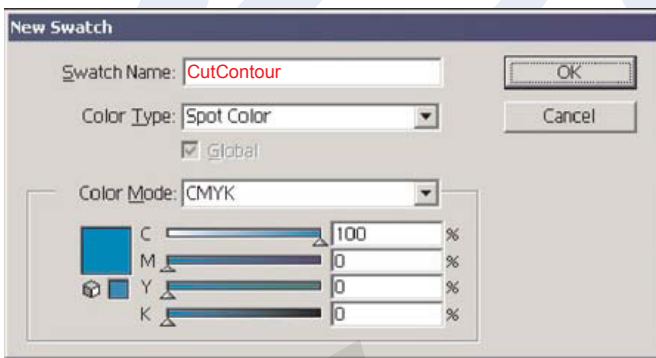 New Swatch
Swatch Name: CutContour
OK
Color Type: Spot Color
Cancel
Global
Color Mode: CMYK
C 100 %
M 0 %
Y 0 %
K 0 %